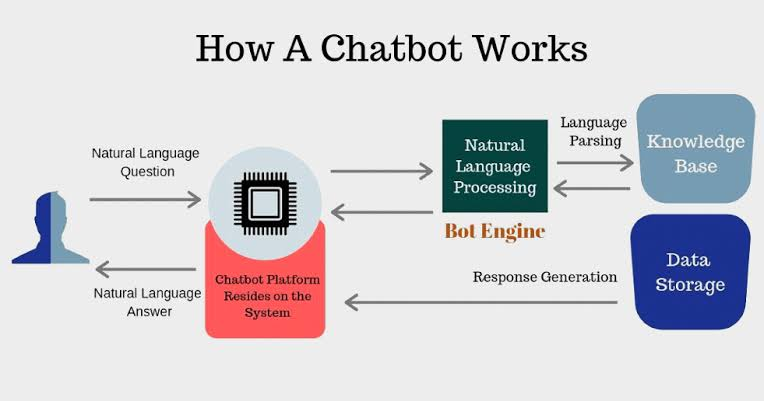 How A Chatbot Works
Natural Language
Question
Natural Language
Answer
Chatbot Platform
Resides on the
System
Natural
Language
Processing
Bot Engine
Language
Parsing
Knowledge
Base
Response Generation
Data
Storage